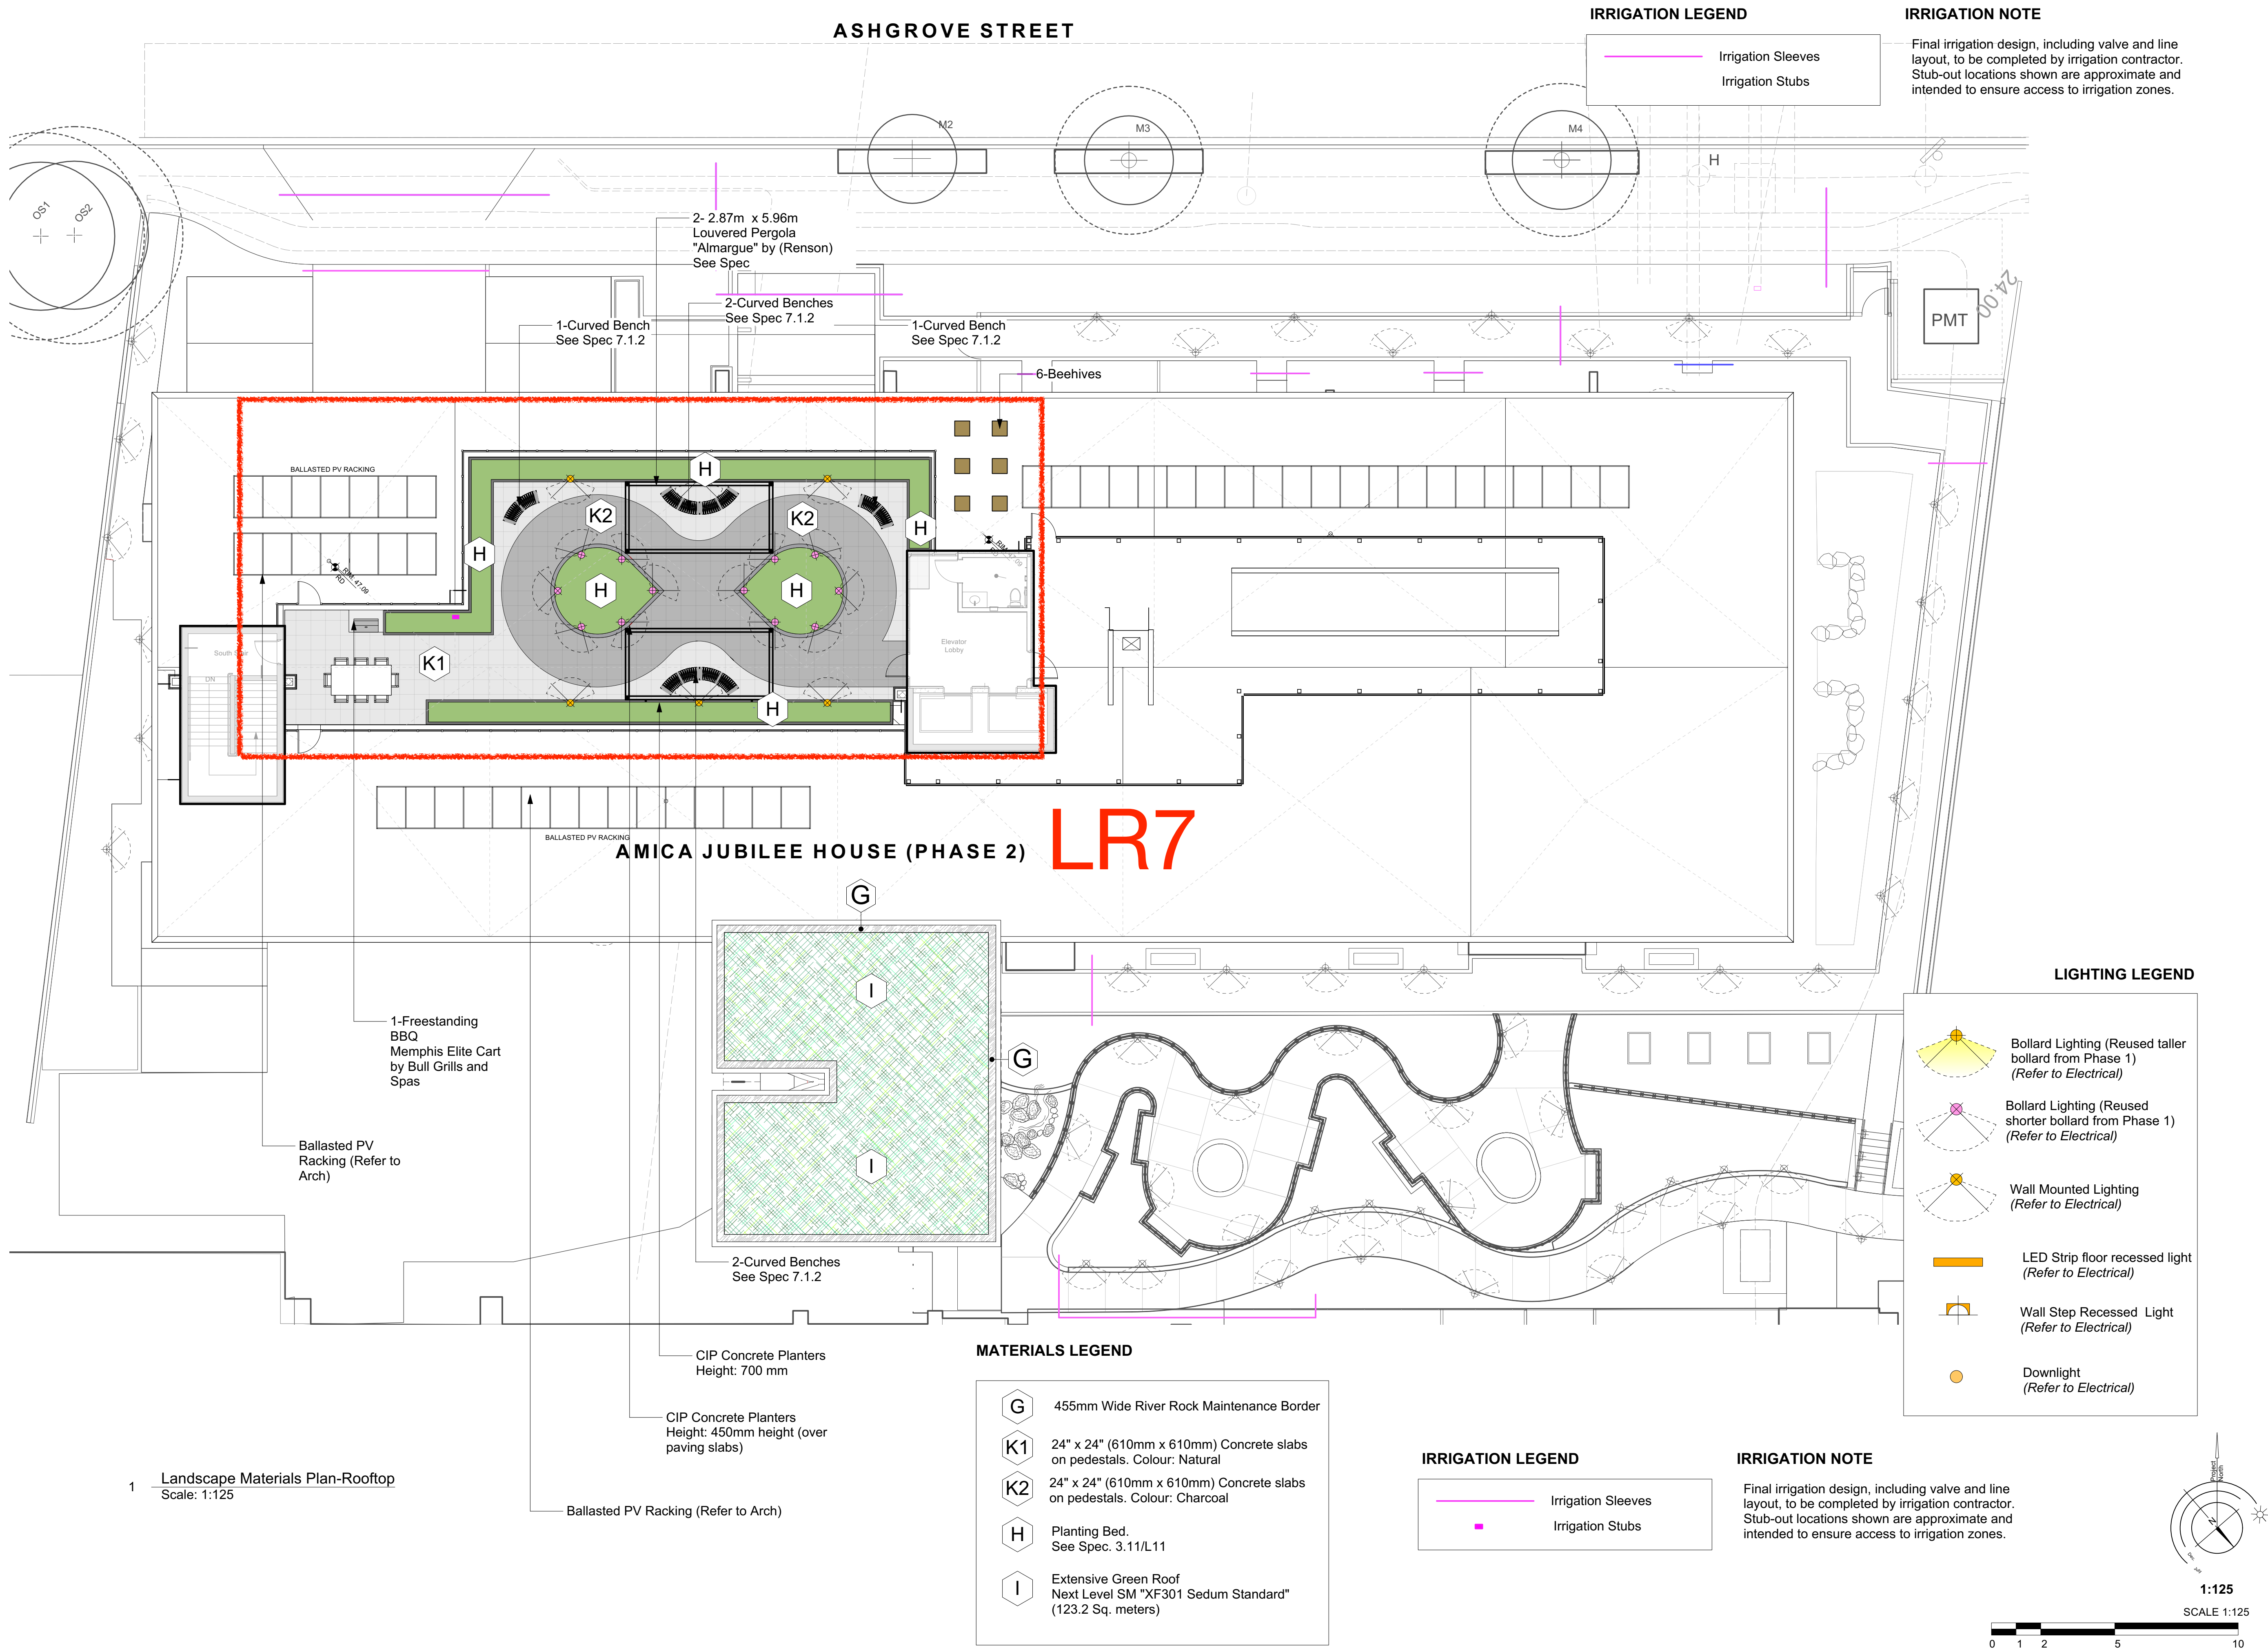 ASHGROVE STREET
IRRIGATION LEGEND
Irrigation Sleeves
Irrigation Stubs
IRRIGATION NOTE
Final irrigation design, including valve and line
layout, to be completed by irrigation contractor.
Stub-out locations shown are approximate and
intended to ensure access to irrigation zones.
M2
M3
M4
H
OS1
OS2
2- 2.87m x 5.96m
Louvered Pergola
"Almargue" by (Renson)
See Spec
2-Curved Benches
See Spec 7.1.2
1-Curved Bench
See Spec 7.1.2
1-Curved Bench
See Spec 7.1.2
6-Beehives
24.00
PMT
BALLASTED PV RACKING
H
K2
K2
H
H
H
H
RIM: 47.09
RD
RD
K1
H
South Stair
DN
Elevator
Lobby
BALLASTED PV RACKING
AMICA JUBILEE HOUSE (PHASE 2)
LR7
G
I
G
I
1-Freestanding
BBQ
Memphis Elite Cart
by Bull Grills and
Spas
Ballasted PV
Racking (Refer to
Arch)
2-Curved Benches
See Spec 7.1.2
CIP Concrete Planters
Height: 700 mm
CIP Concrete Planters
Height: 450mm height (over
paving slabs)
Ballasted PV Racking (Refer to Arch)
LIGHTING LEGEND
Bollard Lighting (Reused taller
bollard from Phase 1)
(Refer to Electrical)
Bollard Lighting (Reused
shorter bollard from Phase 1)
(Refer to Electrical)
Wall Mounted Lighting
(Refer to Electrical)
LED Strip floor recessed light
(Refer to Electrical)
Wall Step Recessed Light
(Refer to Electrical)
Downlight
(Refer to Electrical)
1 Landscape Materials Plan-Rooftop
Scale: 1:125
MATERIALS LEGEND
G 455mm Wide River Rock Maintenance Border
K1 24" x 24" (610mm x 610mm) Concrete slabs
on pedestals. Colour: Natural
K2 24" x 24" (610mm x 610mm) Concrete slabs
on pedestals. Colour: Charcoal
H Planting Bed.
See Spec. 3.11/L11
I Extensive Green Roof
Next Level SM "XF301 Sedum Standard"
(123.2 Sq. meters)
IRRIGATION LEGEND
Irrigation Sleeves
Irrigation Stubs
IRRIGATION NOTE
Final irrigation design, including valve and line
layout, to be completed by irrigation contractor.
Stub-out locations shown are approximate and
intended to ensure access to irrigation zones.
Project
North
N
Dec.
July
1:125
SCALE 1:125
0 1 2 5 10